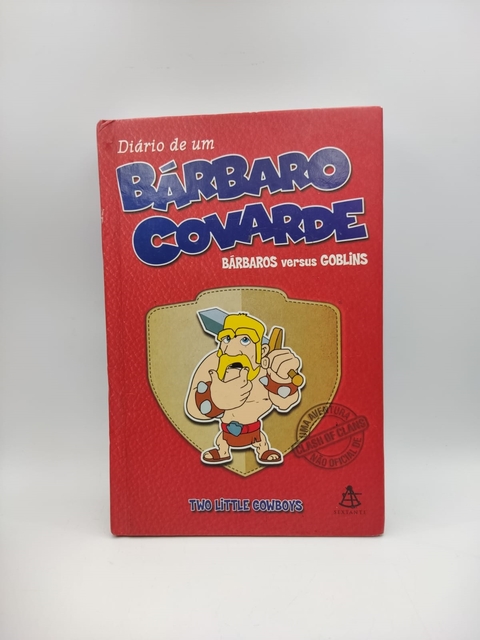 Diário de um
BÁRBARO
COVARDE
BÁRBAROS versus GOBLINS
UMA AVENTURA
CLASH OF CLANS
NÃO OFICIAL DE
TWO LITTLE COWBOYS
SEXTANTE